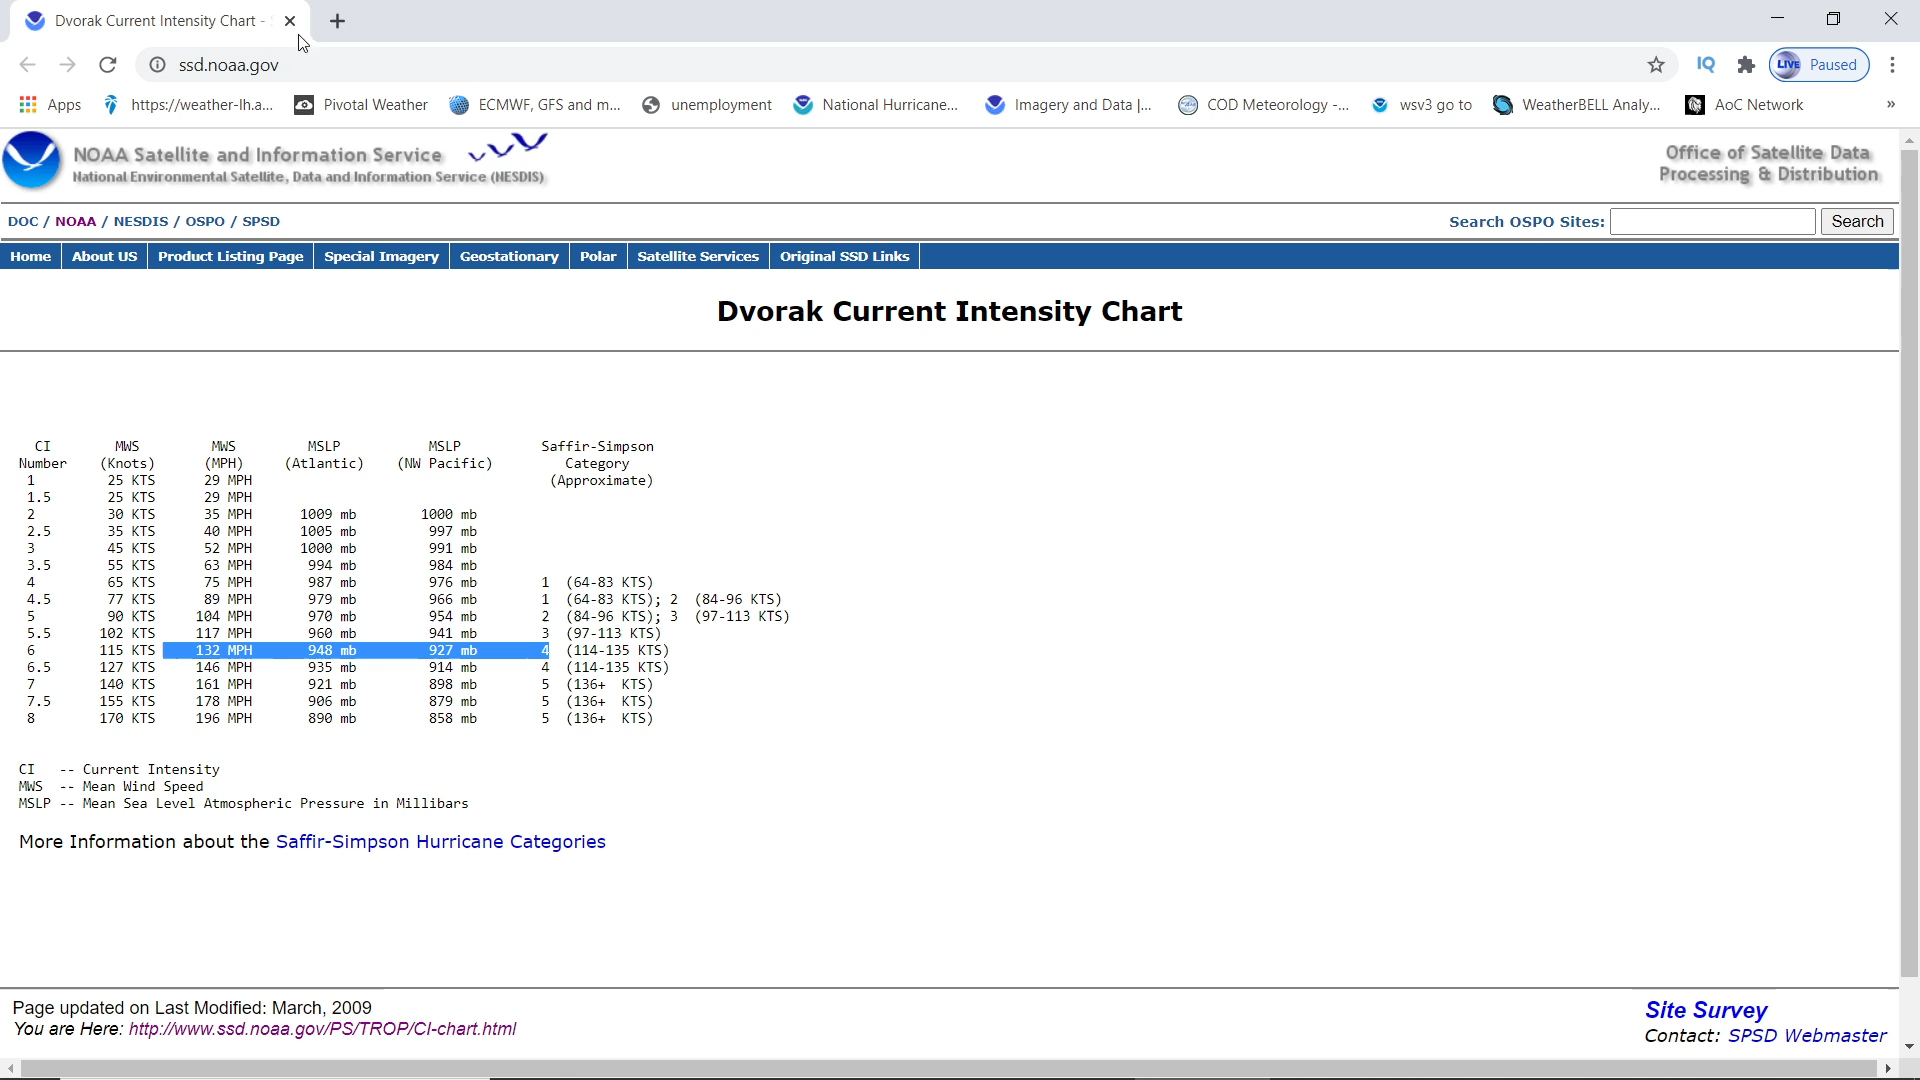 Dvorak Current Intensity Chart -
ssd.noaa.gov
IQ
LIVE Paused
Apps https://weather-lh.a... Pivotal Weather ECMWF, GFS and m... unemployment National Hurricane... Imagery and Data |... COD Meteorology -... wsv3 go to WeatherBELL Analy... AoC Network »
NOAA Satellite and Information Service
National Environmental Satellite, Data and Information Service (NESDIS)
Office of Satellite Data
Processing & Distribution
DOC / NOAA / NESDIS / OSPO / SPSD
Search OSPO Sites: Search
Home About US Product Listing Page Special Imagery Geostationary Polar Satellite Services Original SSD Links
Dvorak Current Intensity Chart
CI MWS MWS MSLP MSLP Saffir-Simpson
Number (Knots) (MPH) (Atlantic) (NW Pacific) Category
1 25 KTS 29 MPH (Approximate)
1.5 25 KTS 29 MPH
2 30 KTS 35 MPH 1009 mb 1000 mb
2.5 35 KTS 40 MPH 1005 mb 997 mb
3 45 KTS 52 MPH 1000 mb 991 mb
3.5 55 KTS 63 MPH 994 mb 984 mb
4 65 KTS 75 MPH 987 mb 976 mb 1 (64-83 KTS)
4.5 77 KTS 89 MPH 979 mb 966 mb 1 (64-83 KTS); 2 (84-96 KTS)
5 90 KTS 104 MPH 970 mb 954 mb 2 (84-96 KTS); 3 (97-113 KTS)
5.5 102 KTS 117 MPH 960 mb 941 mb 3 (97-113 KTS)
6 115 KTS 132 MPH 948 mb 927 mb 4 (114-135 KTS)
6.5 127 KTS 146 MPH 935 mb 914 mb 4 (114-135 KTS)
7 140 KTS 161 MPH 921 mb 898 mb 5 (136+ KTS)
7.5 155 KTS 178 MPH 906 mb 879 mb 5 (136+ KTS)
8 170 KTS 196 MPH 890 mb 858 mb 5 (136+ KTS)
CI -- Current Intensity
MWS -- Mean Wind Speed
MSLP -- Mean Sea Level Atmospheric Pressure in Millibars
More Information about the Saffir-Simpson Hurricane Categories
Page updated on Last Modified: March, 2009
You are Here: http://www.ssd.noaa.gov/PS/TROP/CI-chart.html
Site Survey
Contact: SPSD Webmaster